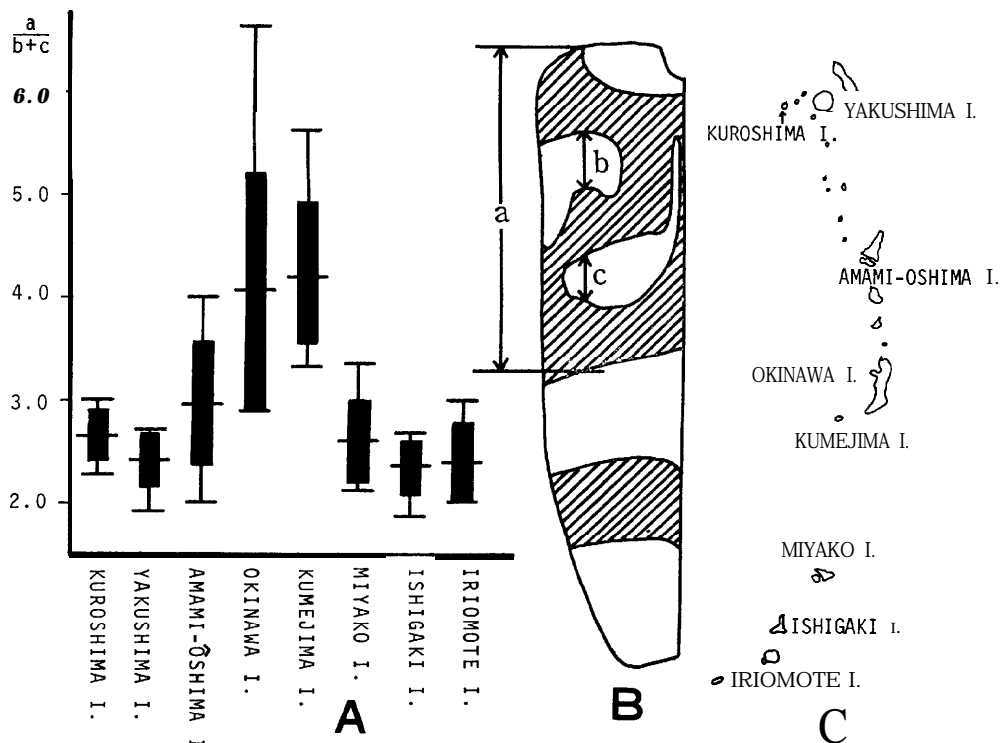 a
b+c
6.0
5.0
4.0
3.0
2.0
KUROSHIMA I.
YAKUSHIMA I.
AMAMI-ÔSHIMA I
OKINAWA I.
KUMEJIMA I.
MIYAKO I.
ISHIGAKI I.
IRIOMOTE I.
A
a
b
c
B
YAKUSHIMA I.
KUROSHIMA I.
AMAMI-OSHIMA I.
OKINAWA I.
KUMEJIMA I.
MIYAKO I.
ISHIGAKI I.
IRIOMOTE I.
C